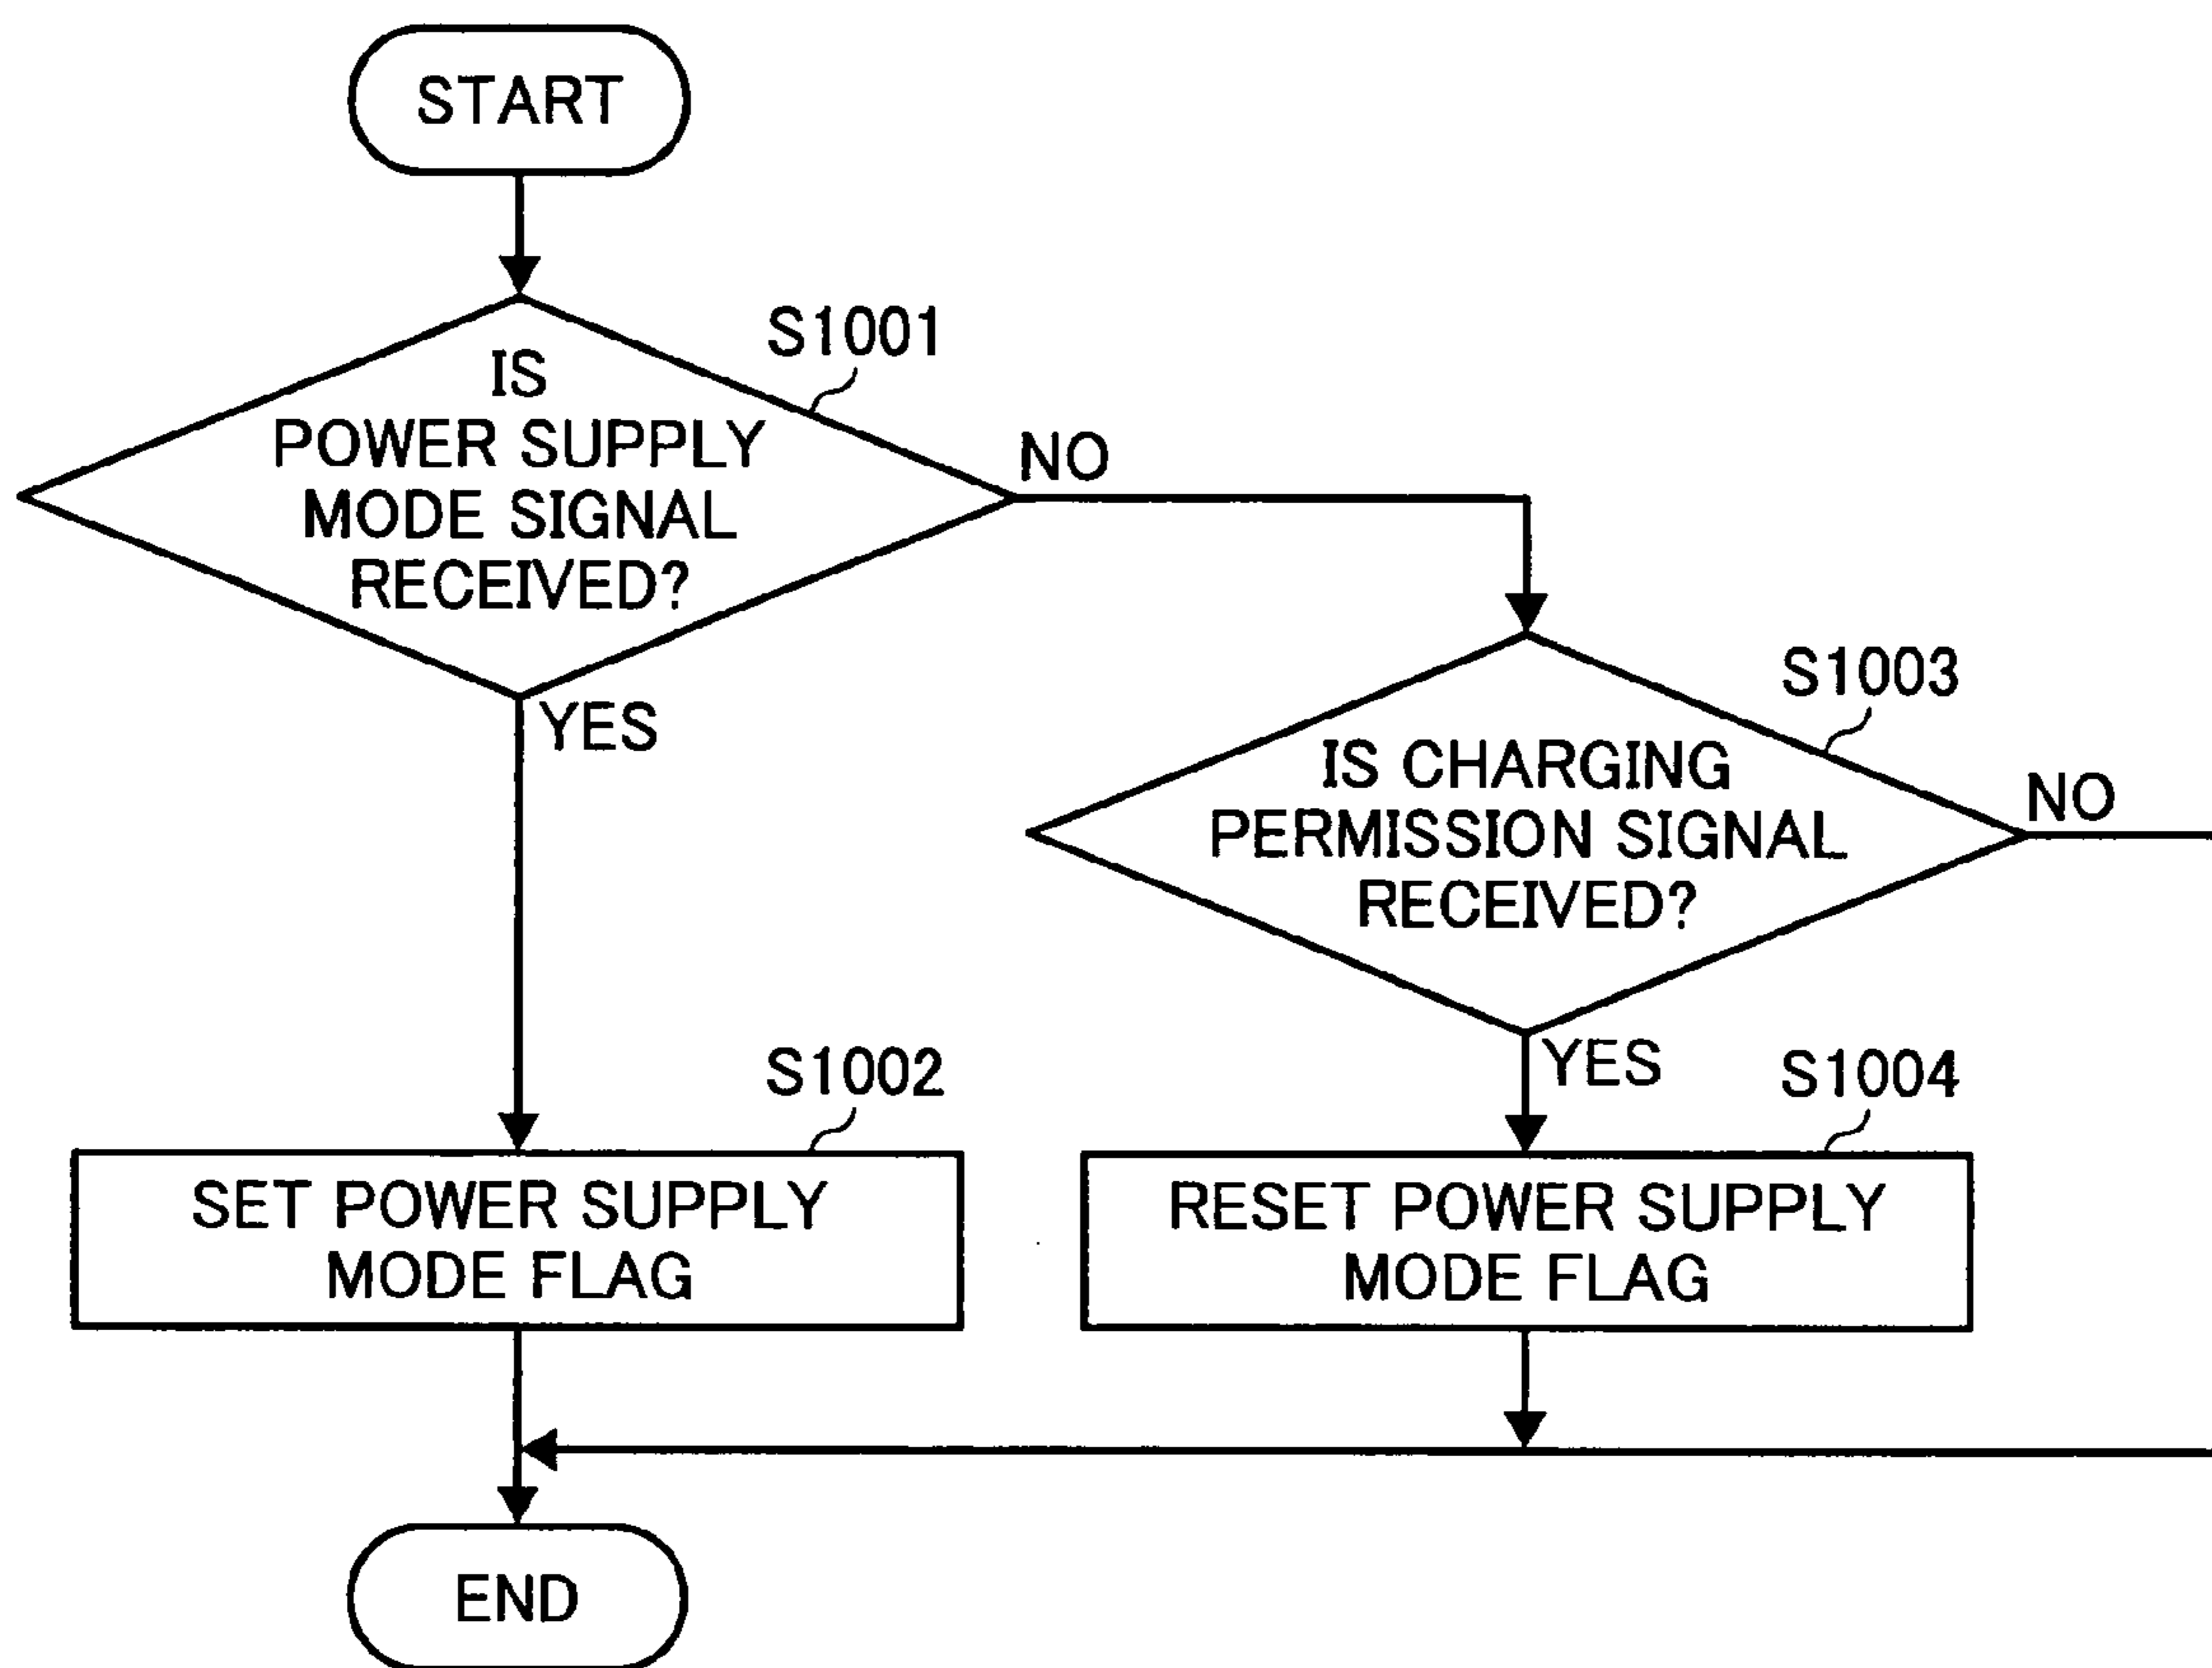 START
S1001
IS
POWER SUPPLY
MODE SIGNAL
RECEIVED?
NO
YES
S1003
IS CHARGING
PERMISSION SIGNAL
RECEIVED?
NO
YES
S1002
SET POWER SUPPLY
MODE FLAG
S1004
RESET POWER SUPPLY
MODE FLAG
END